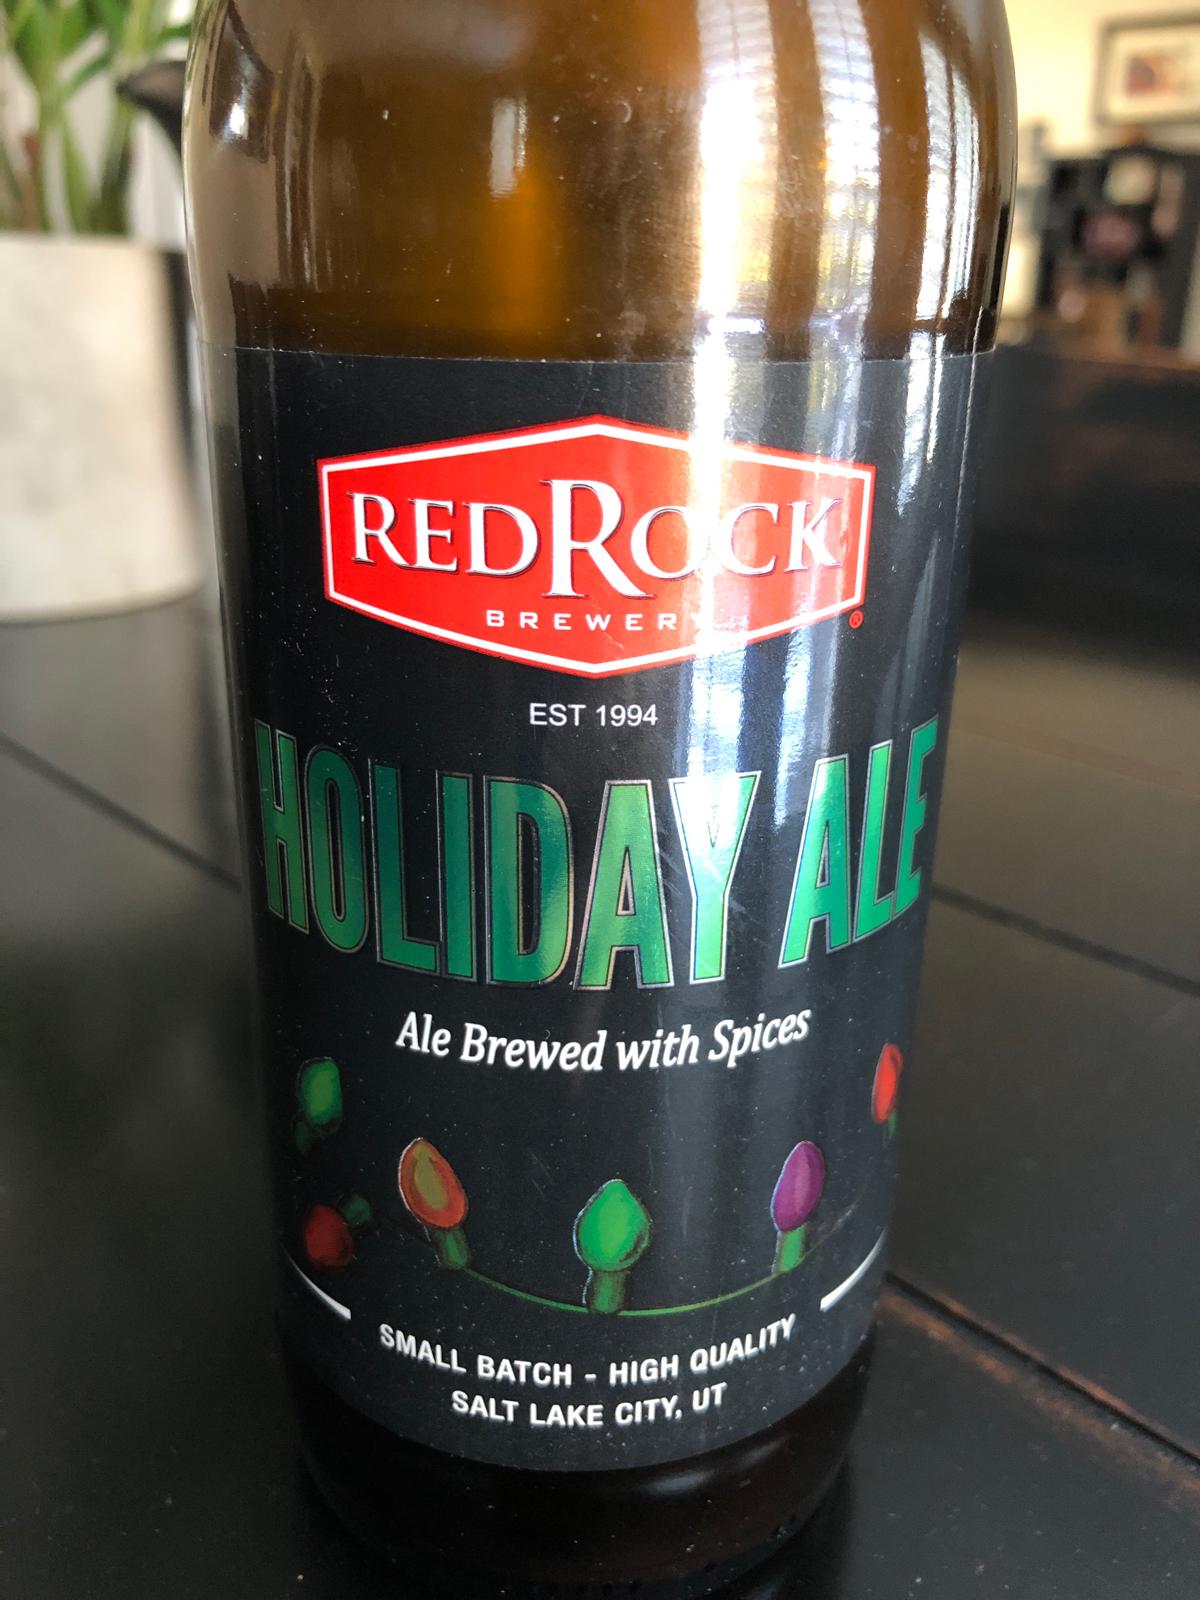 REDROCK
BREWERY
®
EST 1994
HOLIDAY ALE
Ale Brewed with Spices
SMALL BATCH - HIGH QUALITY
SALT LAKE CITY, UT